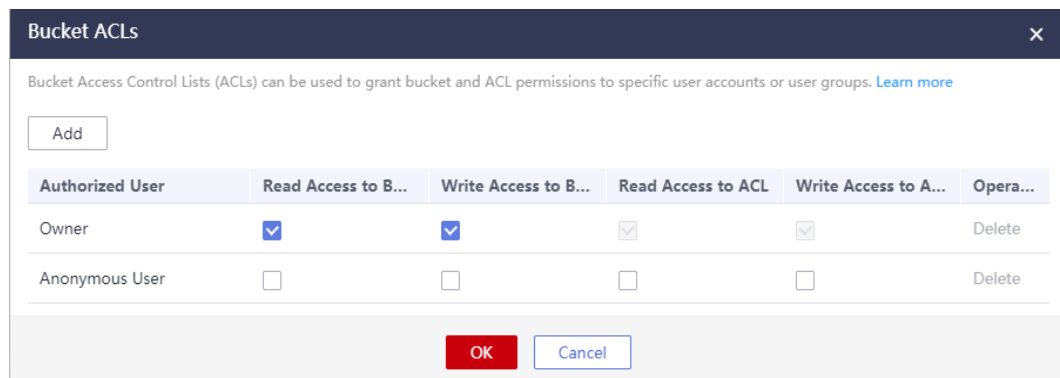 Bucket ACLs
Bucket Access Control Lists (ACLs) can be used to grant bucket and ACL permissions to specific user accounts or user groups. Learn more
Add
Authorized User Read Access to B... Write Access to B... Read Access to ACL Write Access to A... Opera...
Owner Delete
Anonymous User Delete
OK Cancel